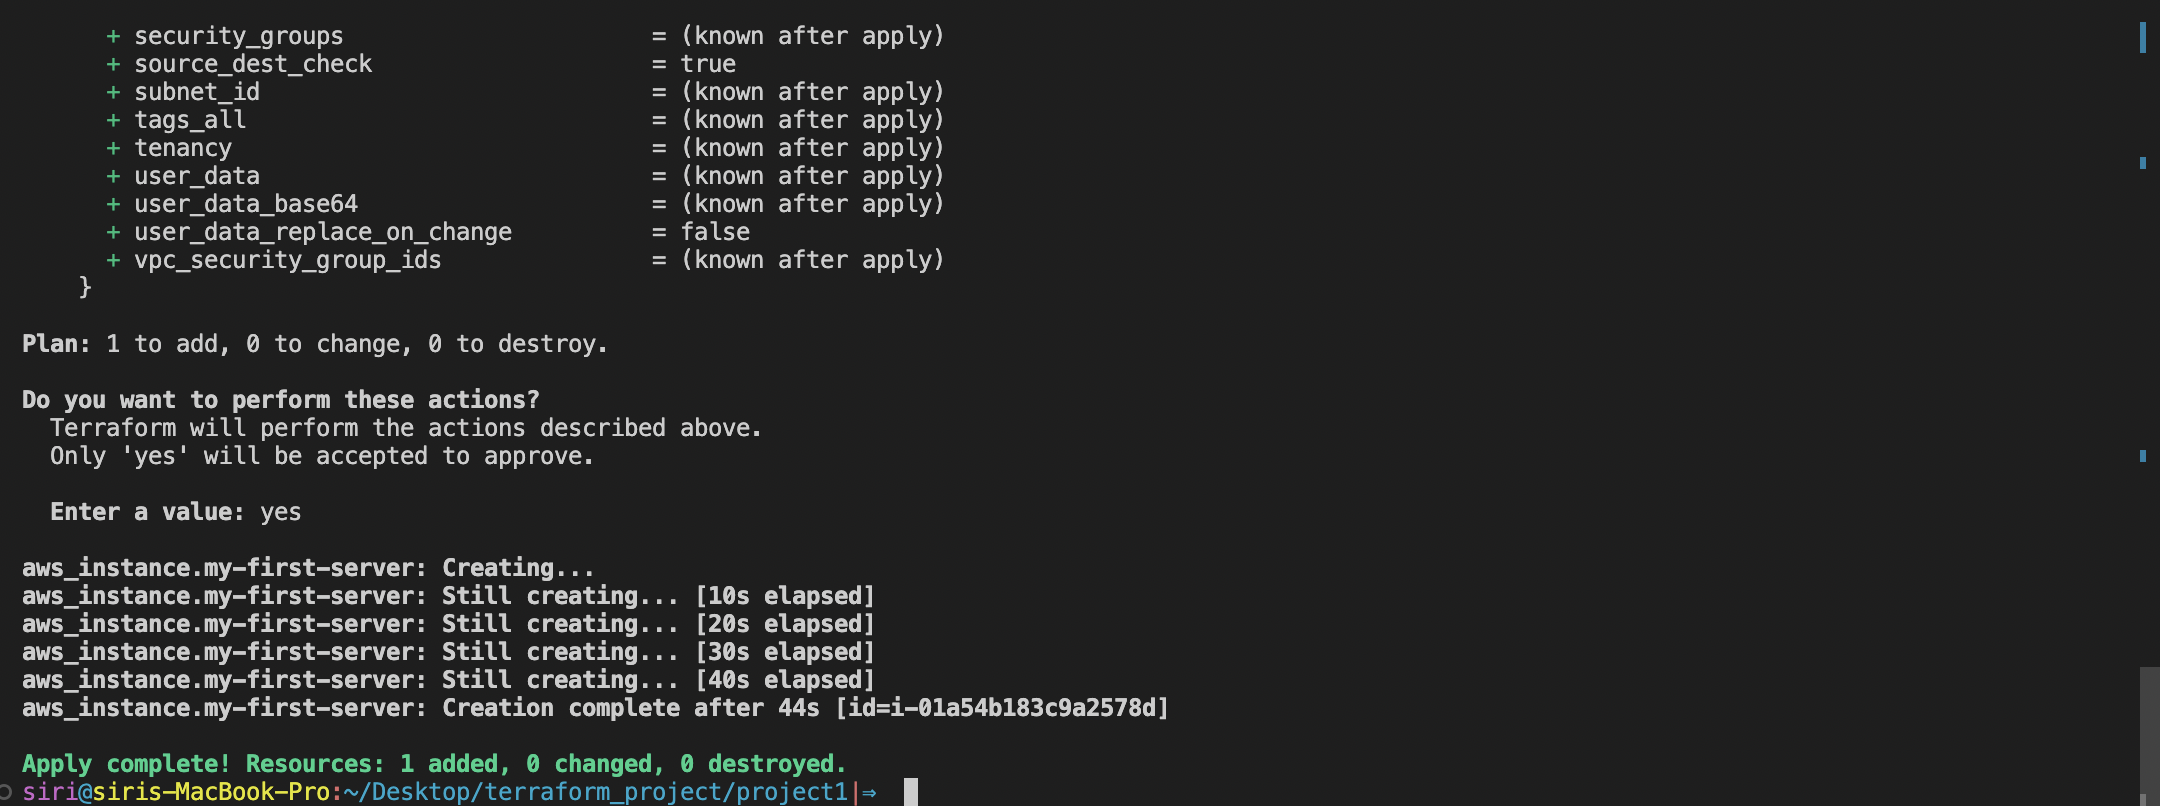 + security_groups = (known after apply)
+ source_dest_check = true
+ subnet_id = (known after apply)
+ tags_all = (known after apply)
+ tenancy = (known after apply)
+ user_data = (known after apply)
+ user_data_base64 = (known after apply)
+ user_data_replace_on_change = false
+ vpc_security_group_ids = (known after apply)
}
Plan: 1 to add, 0 to change, 0 to destroy.
Do you want to perform these actions?
Terraform will perform the actions described above.
Only 'yes' will be accepted to approve.
Enter a value: yes
aws_instance.my-first-server: Creating...
aws_instance.my-first-server: Still creating... [10s elapsed]
aws_instance.my-first-server: Still creating... [20s elapsed]
aws_instance.my-first-server: Still creating... [30s elapsed]
aws_instance.my-first-server: Still creating... [40s elapsed]
aws_instance.my-first-server: Creation complete after 44s [id=i-01a54b183c9a2578d]
Apply complete! Resources: 1 added, 0 changed, 0 destroyed.
siri@siris-MacBook-Pro:~/Desktop/terraform_project/project1|⇒